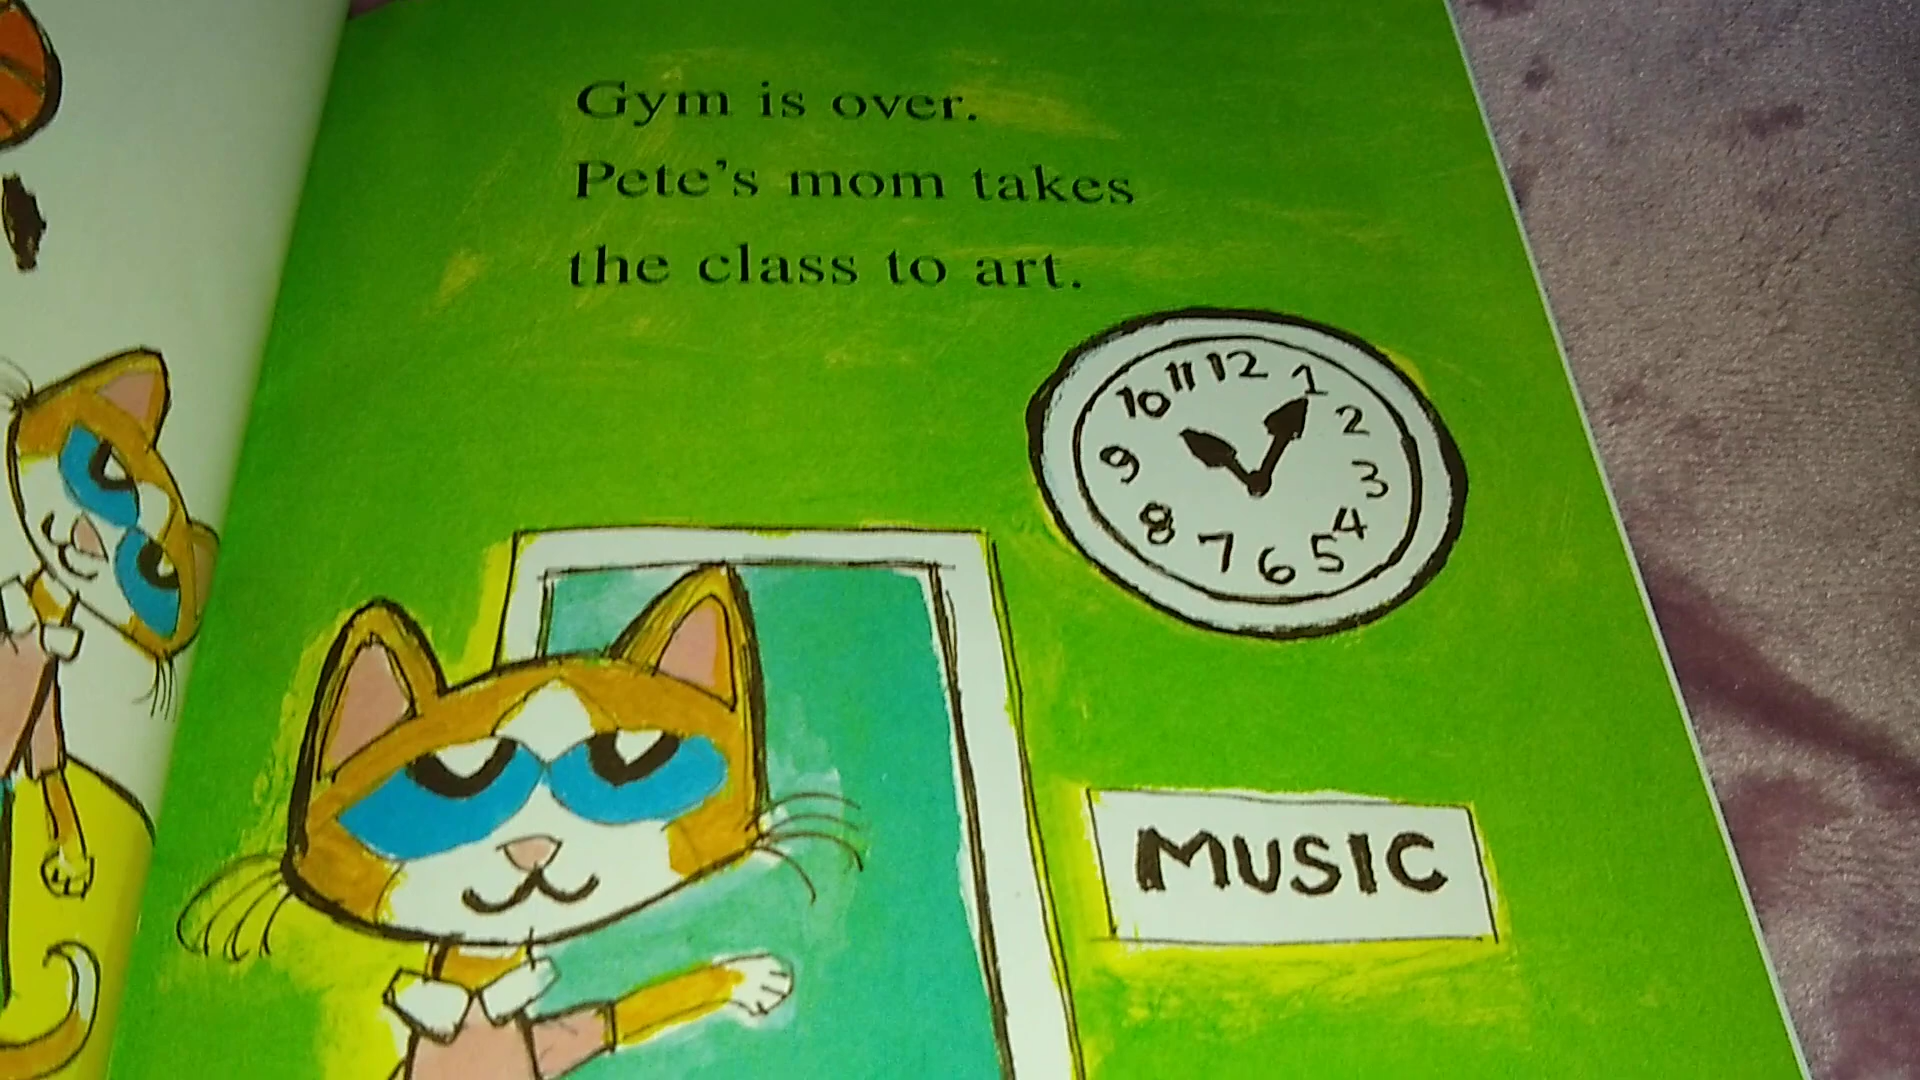 Gym is over.
Pete's mom takes
the class to art.
11 12 1
10 2
9 3
8 4
7 6 5
MUSIC